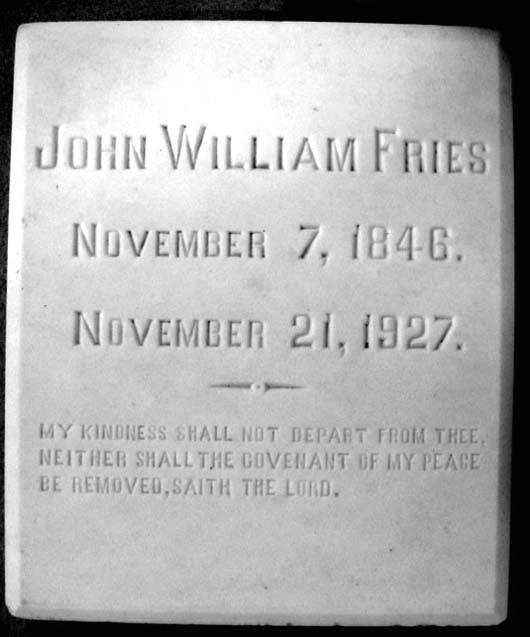 JOHN WILLIAM FRIES
NOVEMBER 7, 1846.
NOVEMBER 21, 1927.
MY KINDNESS SHALL NOT DEPART FROM THEE,
NEITHER SHALL THE COVENANT OF MY PEACE
BE REMOVED, SAITH THE LORD.